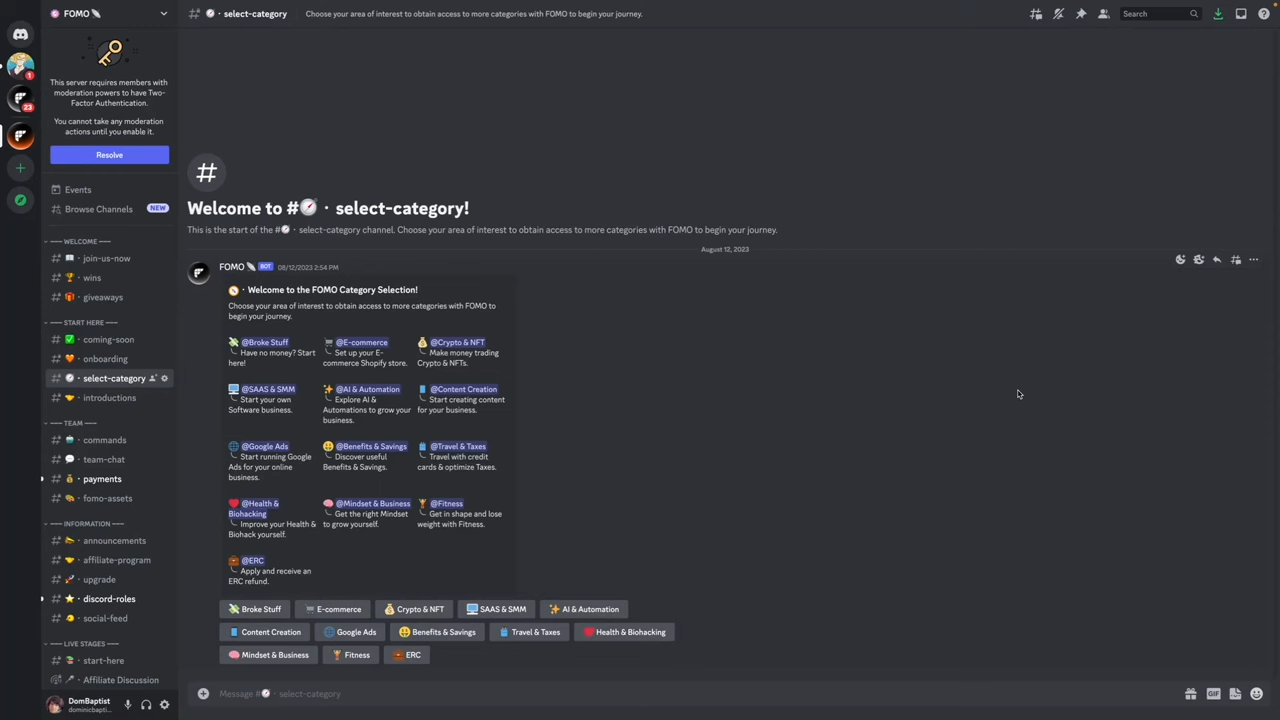 FOMO
select-category
Choose your area of interest to obtain access to more categories with FOMO to begin your journey.
Search
1
23
This server requires members with
moderation powers to have Two-
Factor Authentication.
You cannot take any moderation
actions until you enable it.
Resolve
Events
Browse Channels NEW
WELCOME
join-us-now
wins
giveaways
START HERE
coming-soon
onboarding
select-category
introductions
TEAM
commands
team-chat
payments
fomo-assets
INFORMATION
announcements
affiliate-program
upgrade
discord-roles
social-feed
LIVE STAGES
start-here
Affiliate Discussion
DomBaptist
dominicbapti...
Welcome to # · select-category!
This is the start of the # · select-category channel. Choose your area of interest to obtain access to more categories with FOMO to begin your journey.
August 12, 2023
FOMO BOT 08/12/2023 2:54 PM
· Welcome to the FOMO Category Selection!
Choose your area of interest to obtain access to more categories with FOMO to
begin your journey.
@Broke Stuff
Have no money? Start
here!
@E-commerce
Set up your E-
commerce Shopify store.
@Crypto & NFT
Make money trading
Crypto & NFTs.
@SAAS & SMM
Start your own
Software business.
@AI & Automation
Explore AI &
Automations to grow your
business.
@Content Creation
Start creating content
for your business.
@Google Ads
Start running Google
Ads for your online
business.
@Benefits & Savings
Discover useful
Benefits & Savings.
@Travel & Taxes
Travel with credit
cards & optimize Taxes.
@Health &
Biohacking
Improve your Health &
Biohack yourself.
@Mindset & Business
Get the right Mindset
to grow yourself.
@Fitness
Get in shape and lose
weight with Fitness.
@ERC
Apply and receive an
ERC refund.
Broke Stuff E-commerce Crypto & NFT SAAS & SMM AI & Automation
Content Creation Google Ads Benefits & Savings Travel & Taxes Health & Biohacking
Mindset & Business Fitness ERC
Message # · select-category
GIF